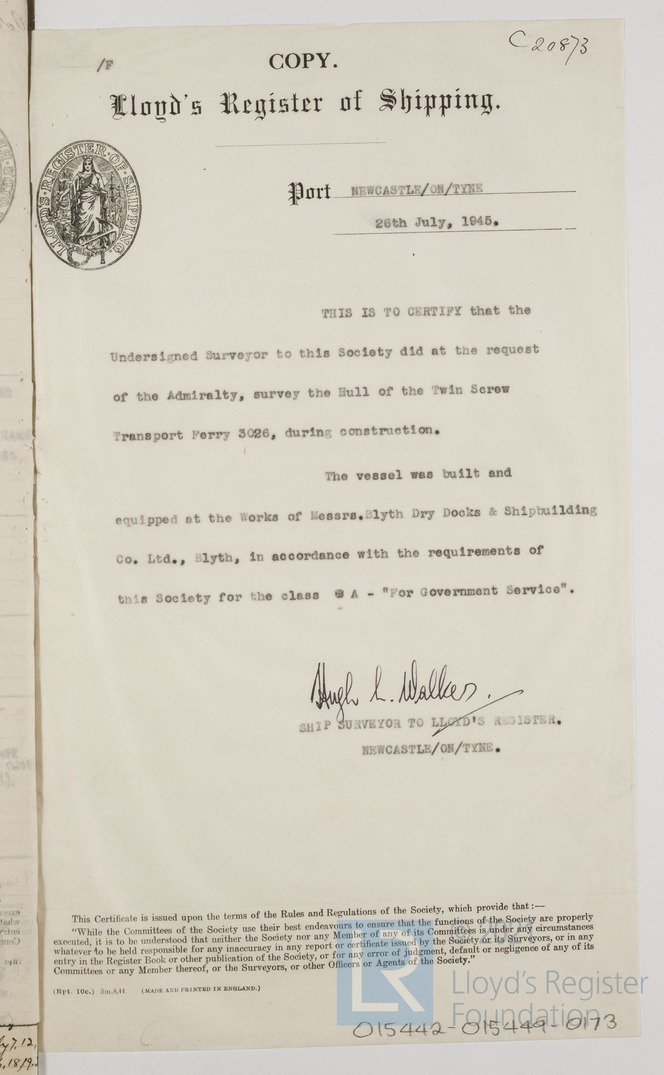 C 20873
/F
COPY.
Lloyd's Register of Shipping.
LLOYD'S REGISTER OF SHIPPING
Port NEWCASTLE/ON/TYNE
26th July, 1945.
THIS IS TO CERTIFY that the
Undersigned Surveyor to this Society did at the request
of the Admiralty, survey the Hull of the Twin Screw
Transport Ferry 3026, during construction.
The vessel was built and
equipped at the Works of Messrs.Blyth Dry Docks & Shipbuilding
Co. Ltd., Blyth, in accordance with the requirements of
this Society for the class A - "For Government Service".
Hugh L. Walker.
SHIP SURVEYOR TO LLOYD'S REGISTER.
NEWCASTLE/ON/TYNE.
This Certificate is issued upon the terms of the Rules and Regulations of the Society, which provide that :—
"While the Committees of the Society use their best endeavours to ensure that the functions of the Society are properly
executed, it is to be understood that neither the Society nor any Member of any of its Committees is under any circumstances
whatever to be held responsible for any inaccuracy in any report or certificate issued by the Society or its Surveyors, or in any
entry in the Register Book or other publication of the Society, or for any error of judgment, default or negligence of any of its
Committees or any Member thereof, or the Surveyors, or other Officers or Agents of the Society."
(Rpt. 10c.) 5m.8.44 (MADE AND PRINTED IN ENGLAND.)
LR
Lloyd's Register
Foundation
015442-015449-0173